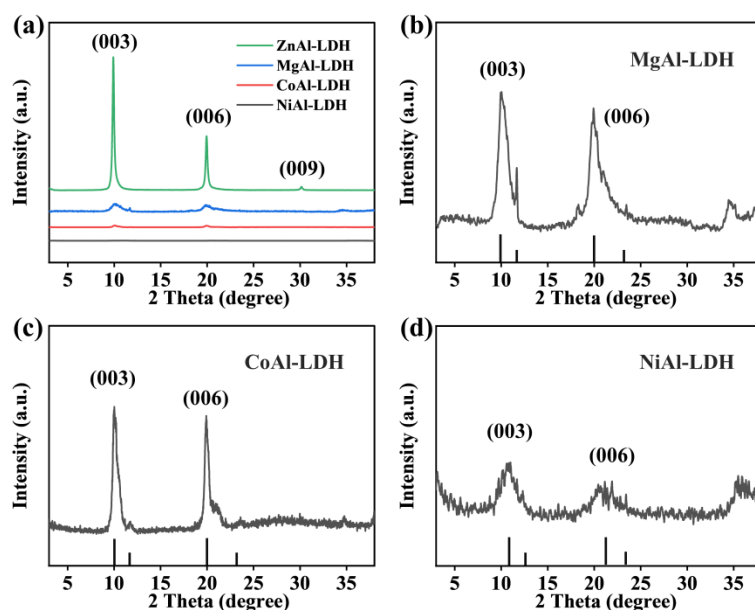 (a)
(003)
ZnAl-LDH
MgAl-LDH
CoAl-LDH
NiAl-LDH
(006)
(009)
Intensity (a.u.)
5 10 15 20 25 30 35
2 Theta (degree)
(b)
MgAl-LDH
(003)
(006)
Intensity (a.u.)
5 10 15 20 25 30 35
2 Theta (degree)
(c)
CoAl-LDH
(003)
(006)
Intensity (a.u.)
5 10 15 20 25 30 35
2 Theta (degree)
(d)
NiAl-LDH
(003)
(006)
Intensity (a.u.)
5 10 15 20 25 30 35
2 Theta (degree)